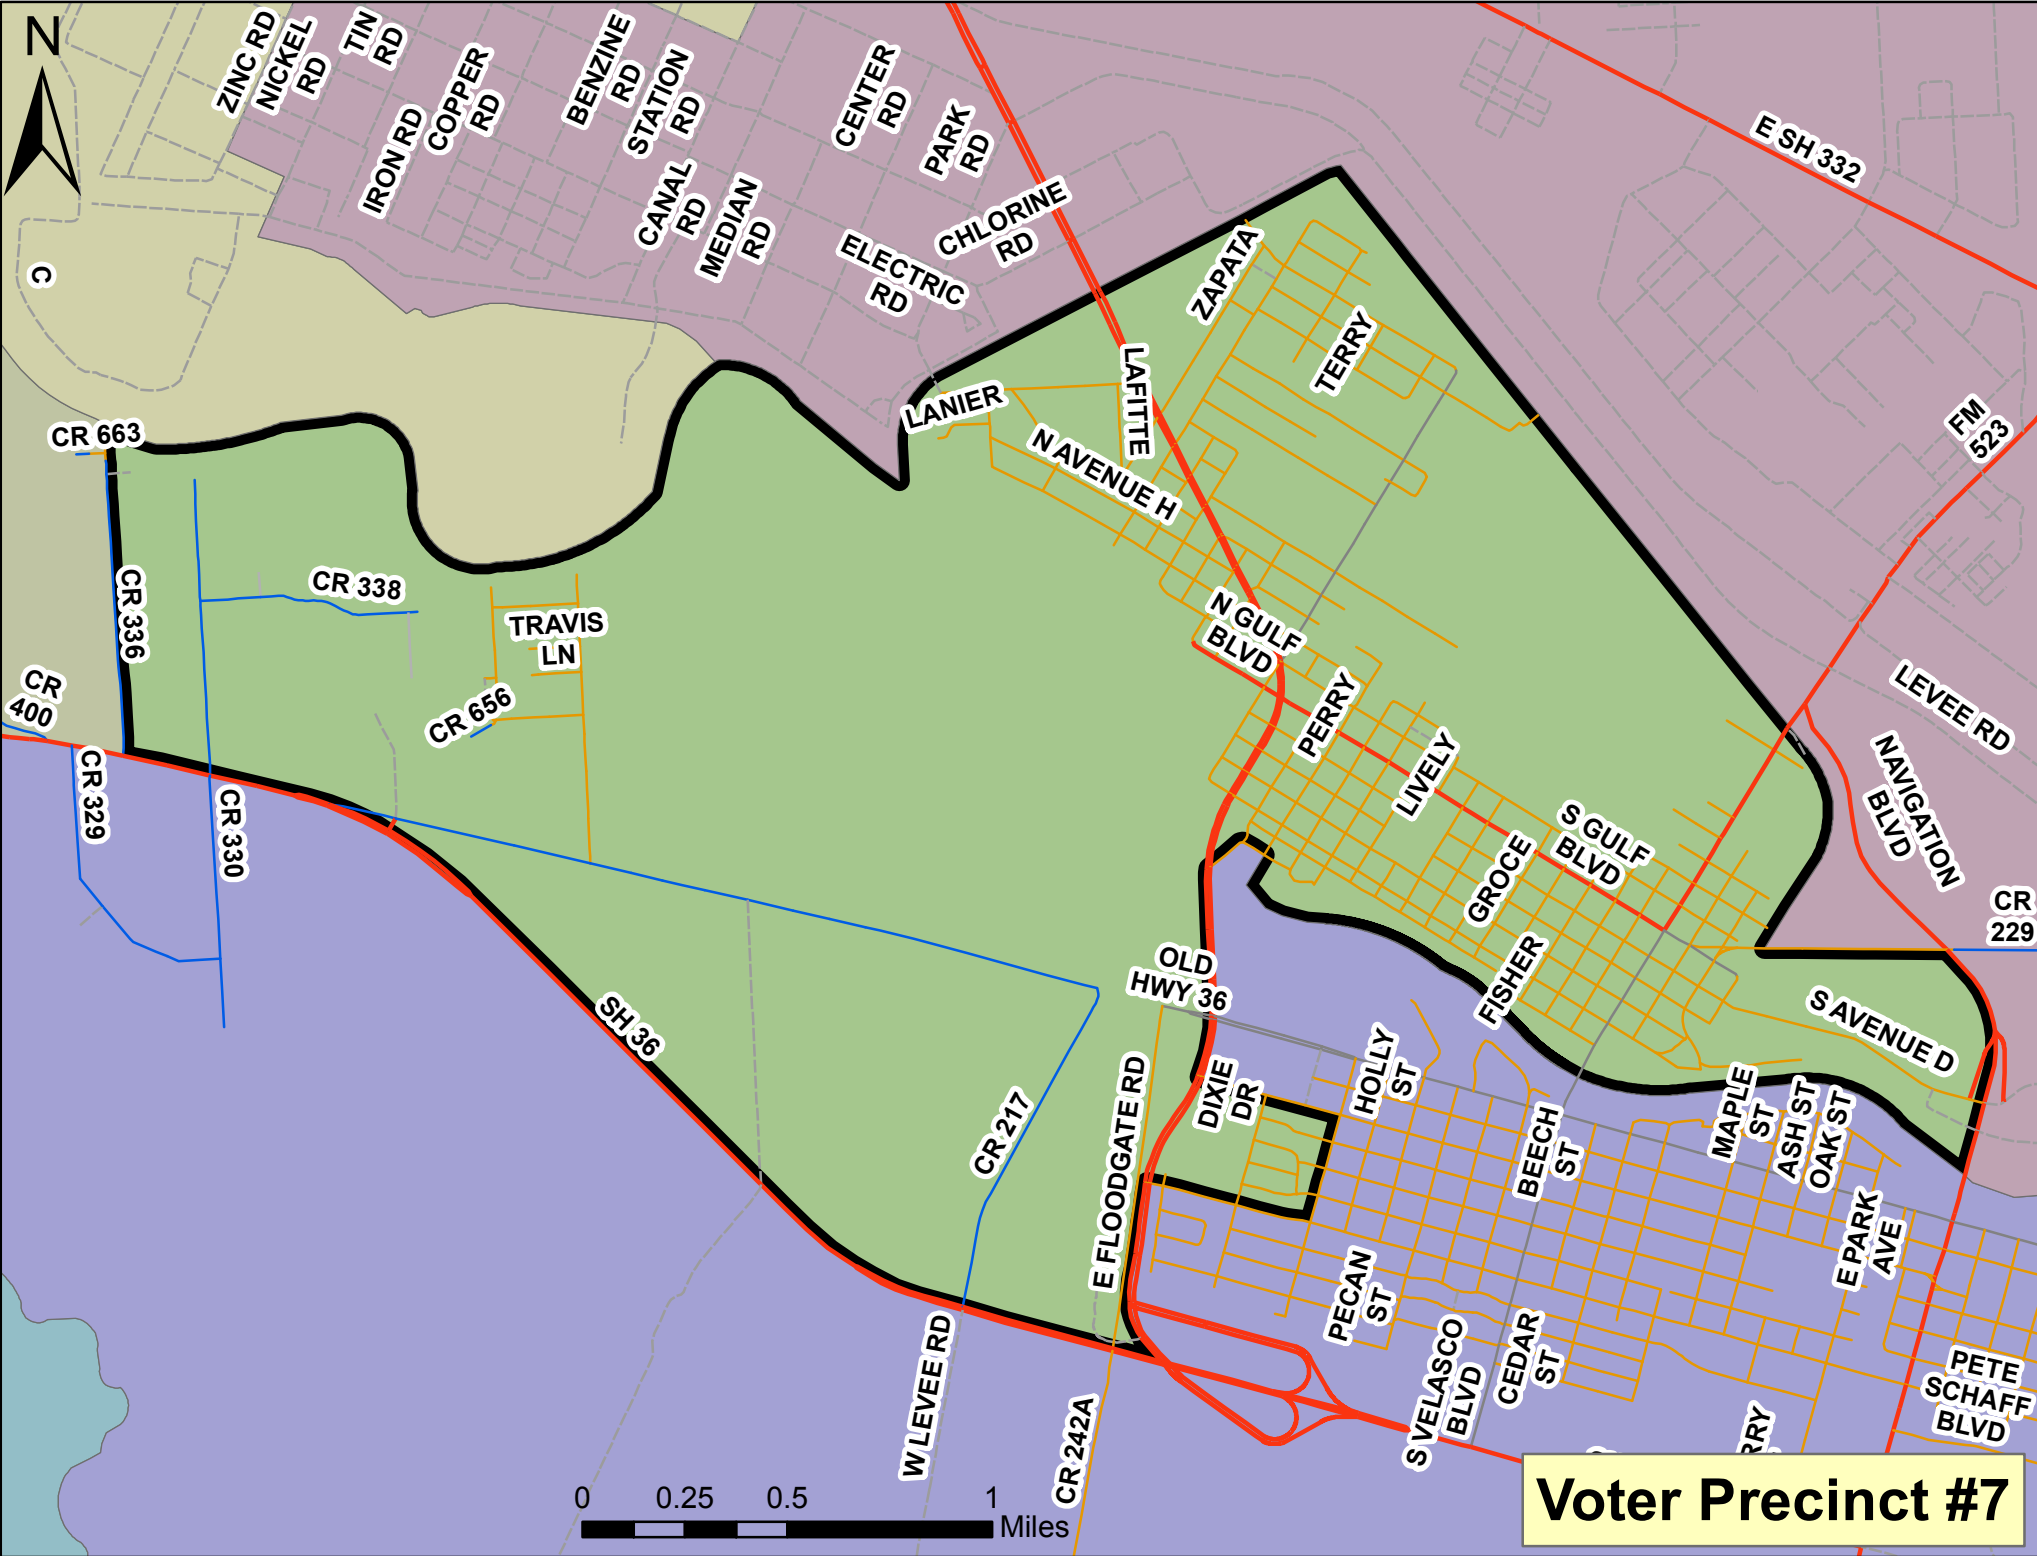 N
ZINC RD
NICKEL
RD
TIN
RD
IRON RD
COPPER
RD
BENZINE
RD
STATION
RD
CANAL
RD
MEDIAN
RD
CENTER
RD
PARK
RD
CHLORINE
RD
ELECTRIC
RD
E SH 332
ZAPATA
TERRY
LAFITTE
LANIER
N AVENUE H
FM
523
C
CR 663
CR 336
CR 338
TRAVIS
LN
CR 656
CR
400
CR 329
CR 330
N GULF
BLVD
PERRY
LIVELY
GROCE
S GULF
BLVD
FISHER
LEVEE RD
NAVIGATION
BLVD
CR
229
S AVENUE D
OLD
HWY 36
SH 36
CR 217
E FLOODGATE RD
DIXIE
DR
HOLLY
ST
BEECH
ST
MAPLE
ST
ASH ST
OAK ST
E PARK
AVE
PECAN
ST
S VELASCO
BLVD
CEDAR
ST
PETE
SCHAFF
BLVD
RRY
W LEVEE RD
CR 242A
0 0.25 0.5 1
Miles
Voter Precinct #7